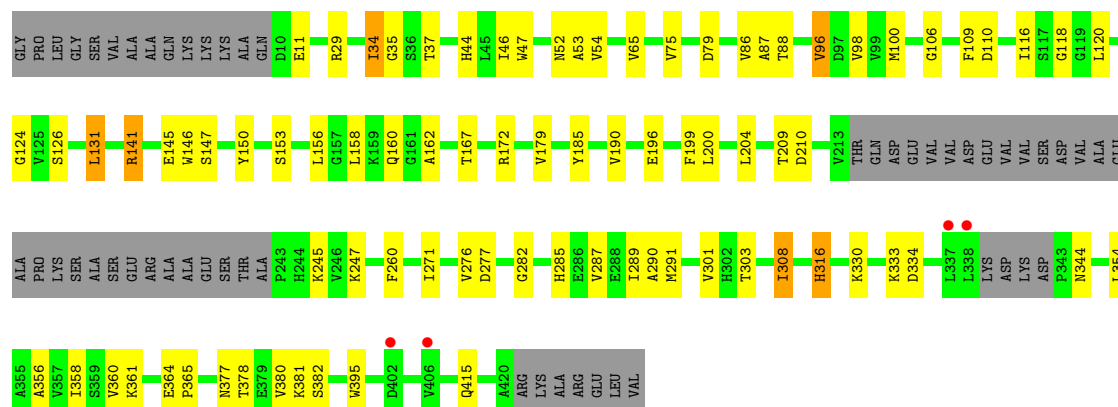 GLY PRO LEU GLY SER VAL ALA ALA GLN LYS LYS LYS ALA GLN D10 E11 R29 I34 G35 S36 T37 H44 L45 I46 W47 N52 A53 V54 V65 V75 D79 V86 A87 T88 V96 D97 V98 V99 M100 G106 F109 D110 I116 S117 G118 G119 L120
G124 V125 S126 L131 R141 E145 W146 S147 Y150 S153 L156 G157 L158 K159 Q160 G161 A162 T167 R172 V179 Y185 V190 E196 F199 L200 L204 T209 D210 V213 THR GLN ASP GLU VAL VAL ASP GLU VAL VAL SER ASP VAL ALA GLU
ALA PRO LYS SER ALA SER GLU ARG ALA ALA GLU SER THR ALA P243 H244 K245 V246 K247 F260 I271 V276 D277 G282 H285 E286 V287 E288 I289 A290 M291 V301 H302 T303 I308 H316 K330 K333 D334 L337 L338 LYS ASP LYS ASP P343 N344 L354
A355 A356 V357 I358 S359 V360 K361 E364 P365 N377 T378 E379 V380 K381 S382 W395 D402 V406 Q415 A420 ARG LYS ALA ARG GLU LEU VAL